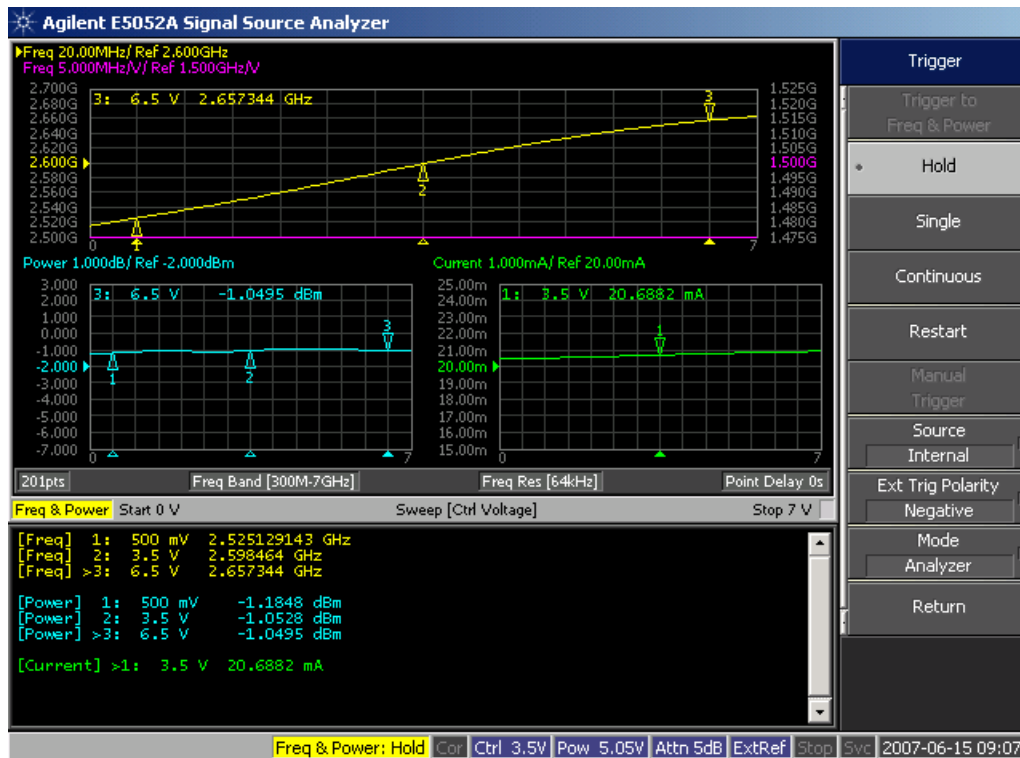 Agilent E5052A Signal Source Analyzer
Freq 20.00MHz/ Ref 2.600GHz
Freq 5.000MHz/V/ Ref 1.500GHz/V
2.700G
2.680G
2.660G
2.640G
2.620G
2.600G
2.580G
2.560G
2.540G
2.520G
2.500G
3: 6.5 V 2.657344 GHz
3
2
1
0
7
1.525G
1.520G
1.515G
1.510G
1.505G
1.500G
1.495G
1.490G
1.485G
1.480G
1.475G
Power 1.000dB/ Ref -2.000dBm
3.000
2.000
1.000
0.000
-1.000
-2.000
-3.000
-4.000
-5.000
-6.000
-7.000
3: 6.5 V -1.0495 dBm
3
1
2
0
7
Current 1.000mA/ Ref 20.00mA
25.00m
24.00m
23.00m
22.00m
21.00m
20.00m
19.00m
18.00m
17.00m
16.00m
15.00m
1: 3.5 V 20.6882 mA
1
0
7
201pts Freq Band [300M-7GHz] Freq Res [64kHz] Point Delay 0s
Freq & Power Start 0 V Sweep [Ctrl Voltage] Stop 7 V
[Freq] 1: 500 mV 2.525129143 GHz
[Freq] 2: 3.5 V 2.598464 GHz
[Freq] >3: 6.5 V 2.657344 GHz
[Power] 1: 500 mV -1.1848 dBm
[Power] 2: 3.5 V -1.0528 dBm
[Power] >3: 6.5 V -1.0495 dBm
[Current] >1: 3.5 V 20.6882 mA
Trigger
Trigger to
Freq & Power
Hold
Single
Continuous
Restart
Manual
Trigger
Source
Internal
Ext Trig Polarity
Negative
Mode
Analyzer
Return
Freq & Power: Hold Cor Ctrl 3.5V Pow 5.05V Attn 5dB ExtRef Stop Svc 2007-06-15 09:07